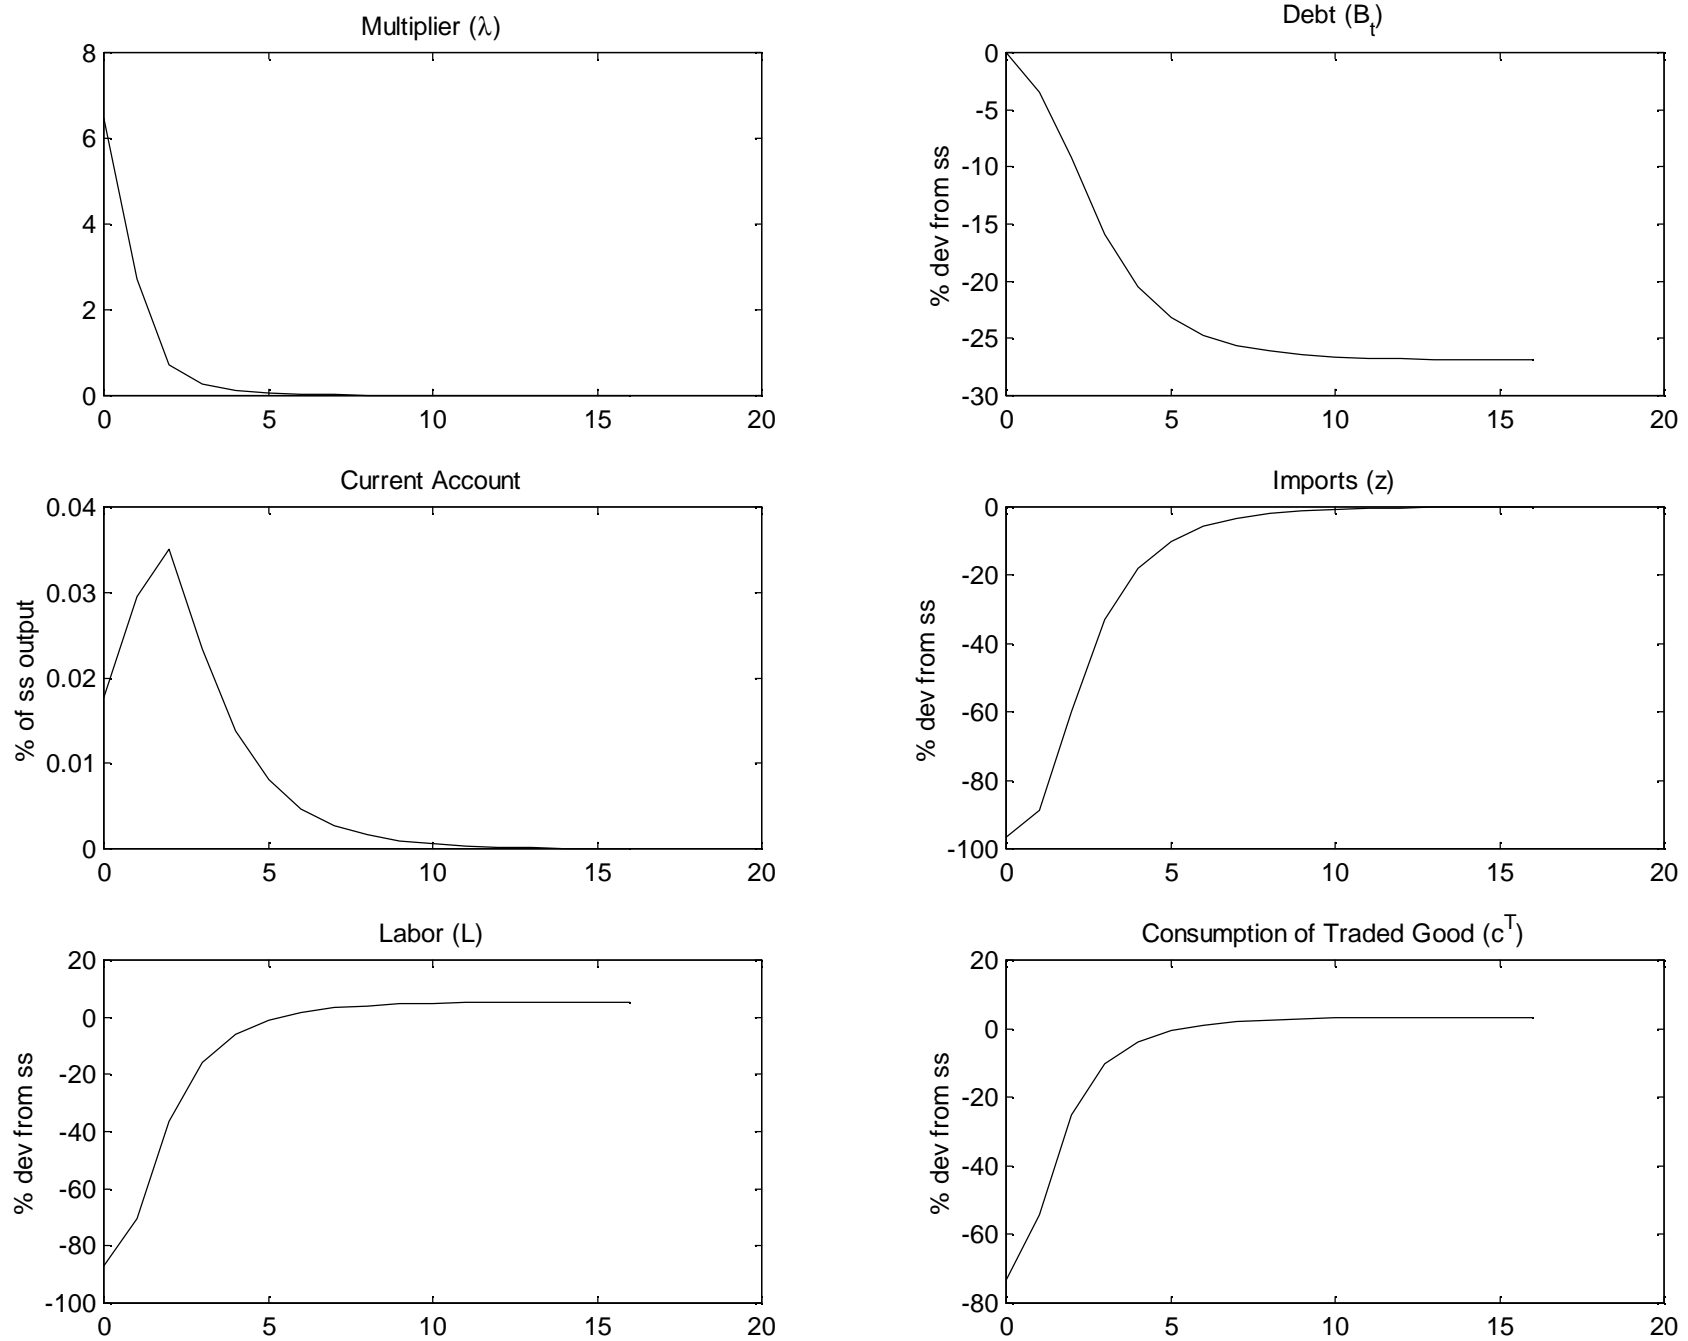 Multiplier (λ)
8
6
4
2
0
0 5 10 15 20
Debt (B_t)
% dev from ss
0
-5
-10
-15
-20
-25
-30
0 5 10 15 20
Current Account
% of ss output
0.04
0.03
0.02
0.01
0
0 5 10 15 20
Imports (z)
% dev from ss
0
-20
-40
-60
-80
-100
0 5 10 15 20
Labor (L)
% dev from ss
20
0
-20
-40
-60
-80
-100
0 5 10 15 20
Consumption of Traded Good (c^T)
% dev from ss
20
0
-20
-40
-60
-80
0 5 10 15 20